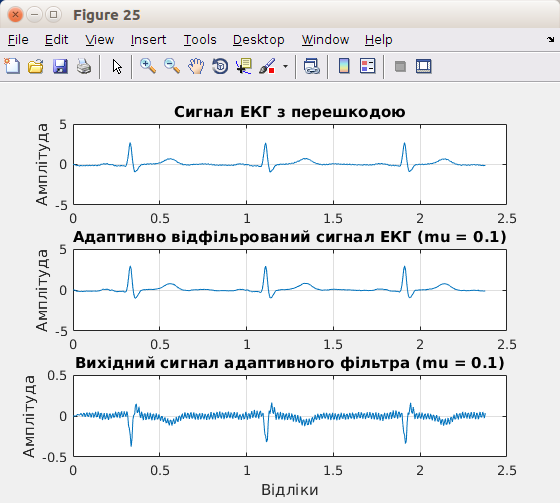 Figure 25
File Edit View Insert Tools Desktop Window Help
Сигнал ЕКГ з перешкодою
Амплітуда
5
0
-5
0 0.5 1 1.5 2 2.5
Адаптивно відфільрований сигнал ЕКГ (mu = 0.1)
Амплітуда
5
0
-5
0 0.5 1 1.5 2 2.5
Вихідний сигнал адаптивного фільтра (mu = 0.1)
Амплітуда
0.5
0
-0.5
0 0.5 1 1.5 2 2.5
Відліки